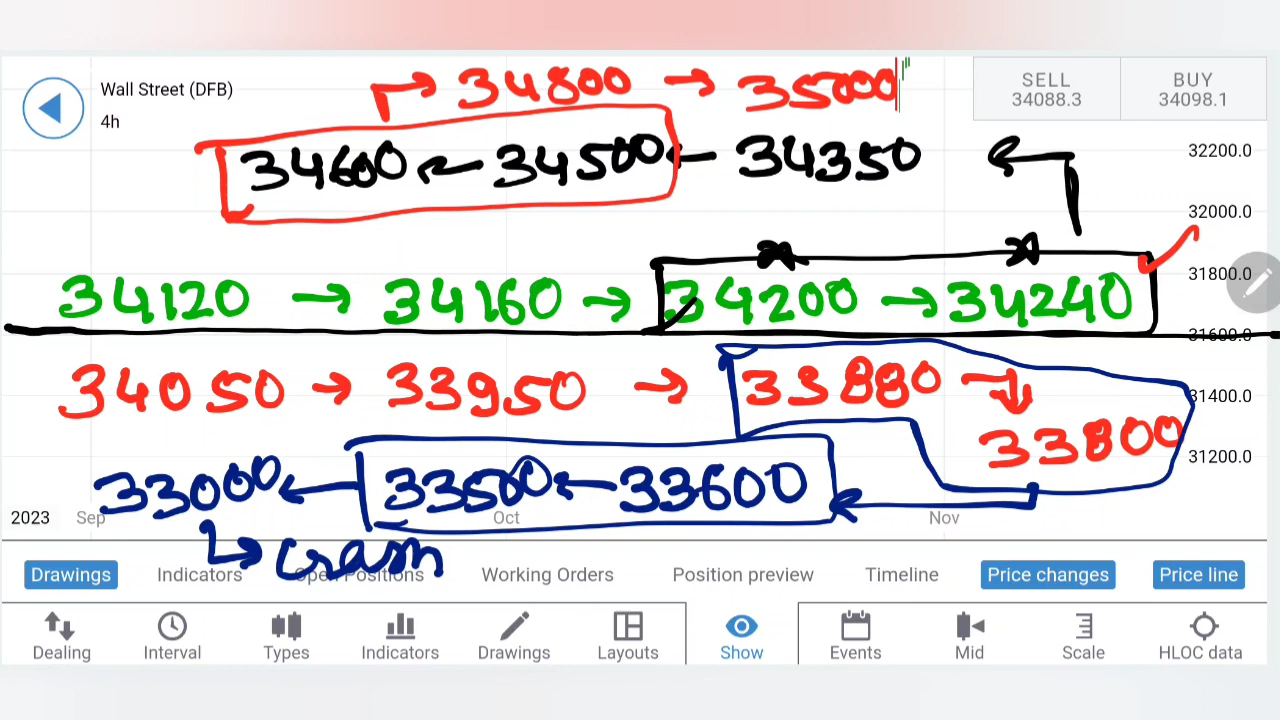 Wall Street (DFB)
4h
SELL
34088.3
BUY
34098.1
34800 → 35000
34600 ← 34500 ← 34350 ←
34120 → 34160 → 34200 → 34240
34050 → 33950 → 33880 →
33800
33000 ← 33500 ← 33600 ←
crash
32200.0
32000.0
31800.0
31600.0
31400.0
31200.0
2023 Sep Oct Nov
Drawings Indicators Open Positions Working Orders Position preview Timeline Price changes Price line
Dealing Interval Types Indicators Drawings Layouts Show Events Mid Scale HLOC data